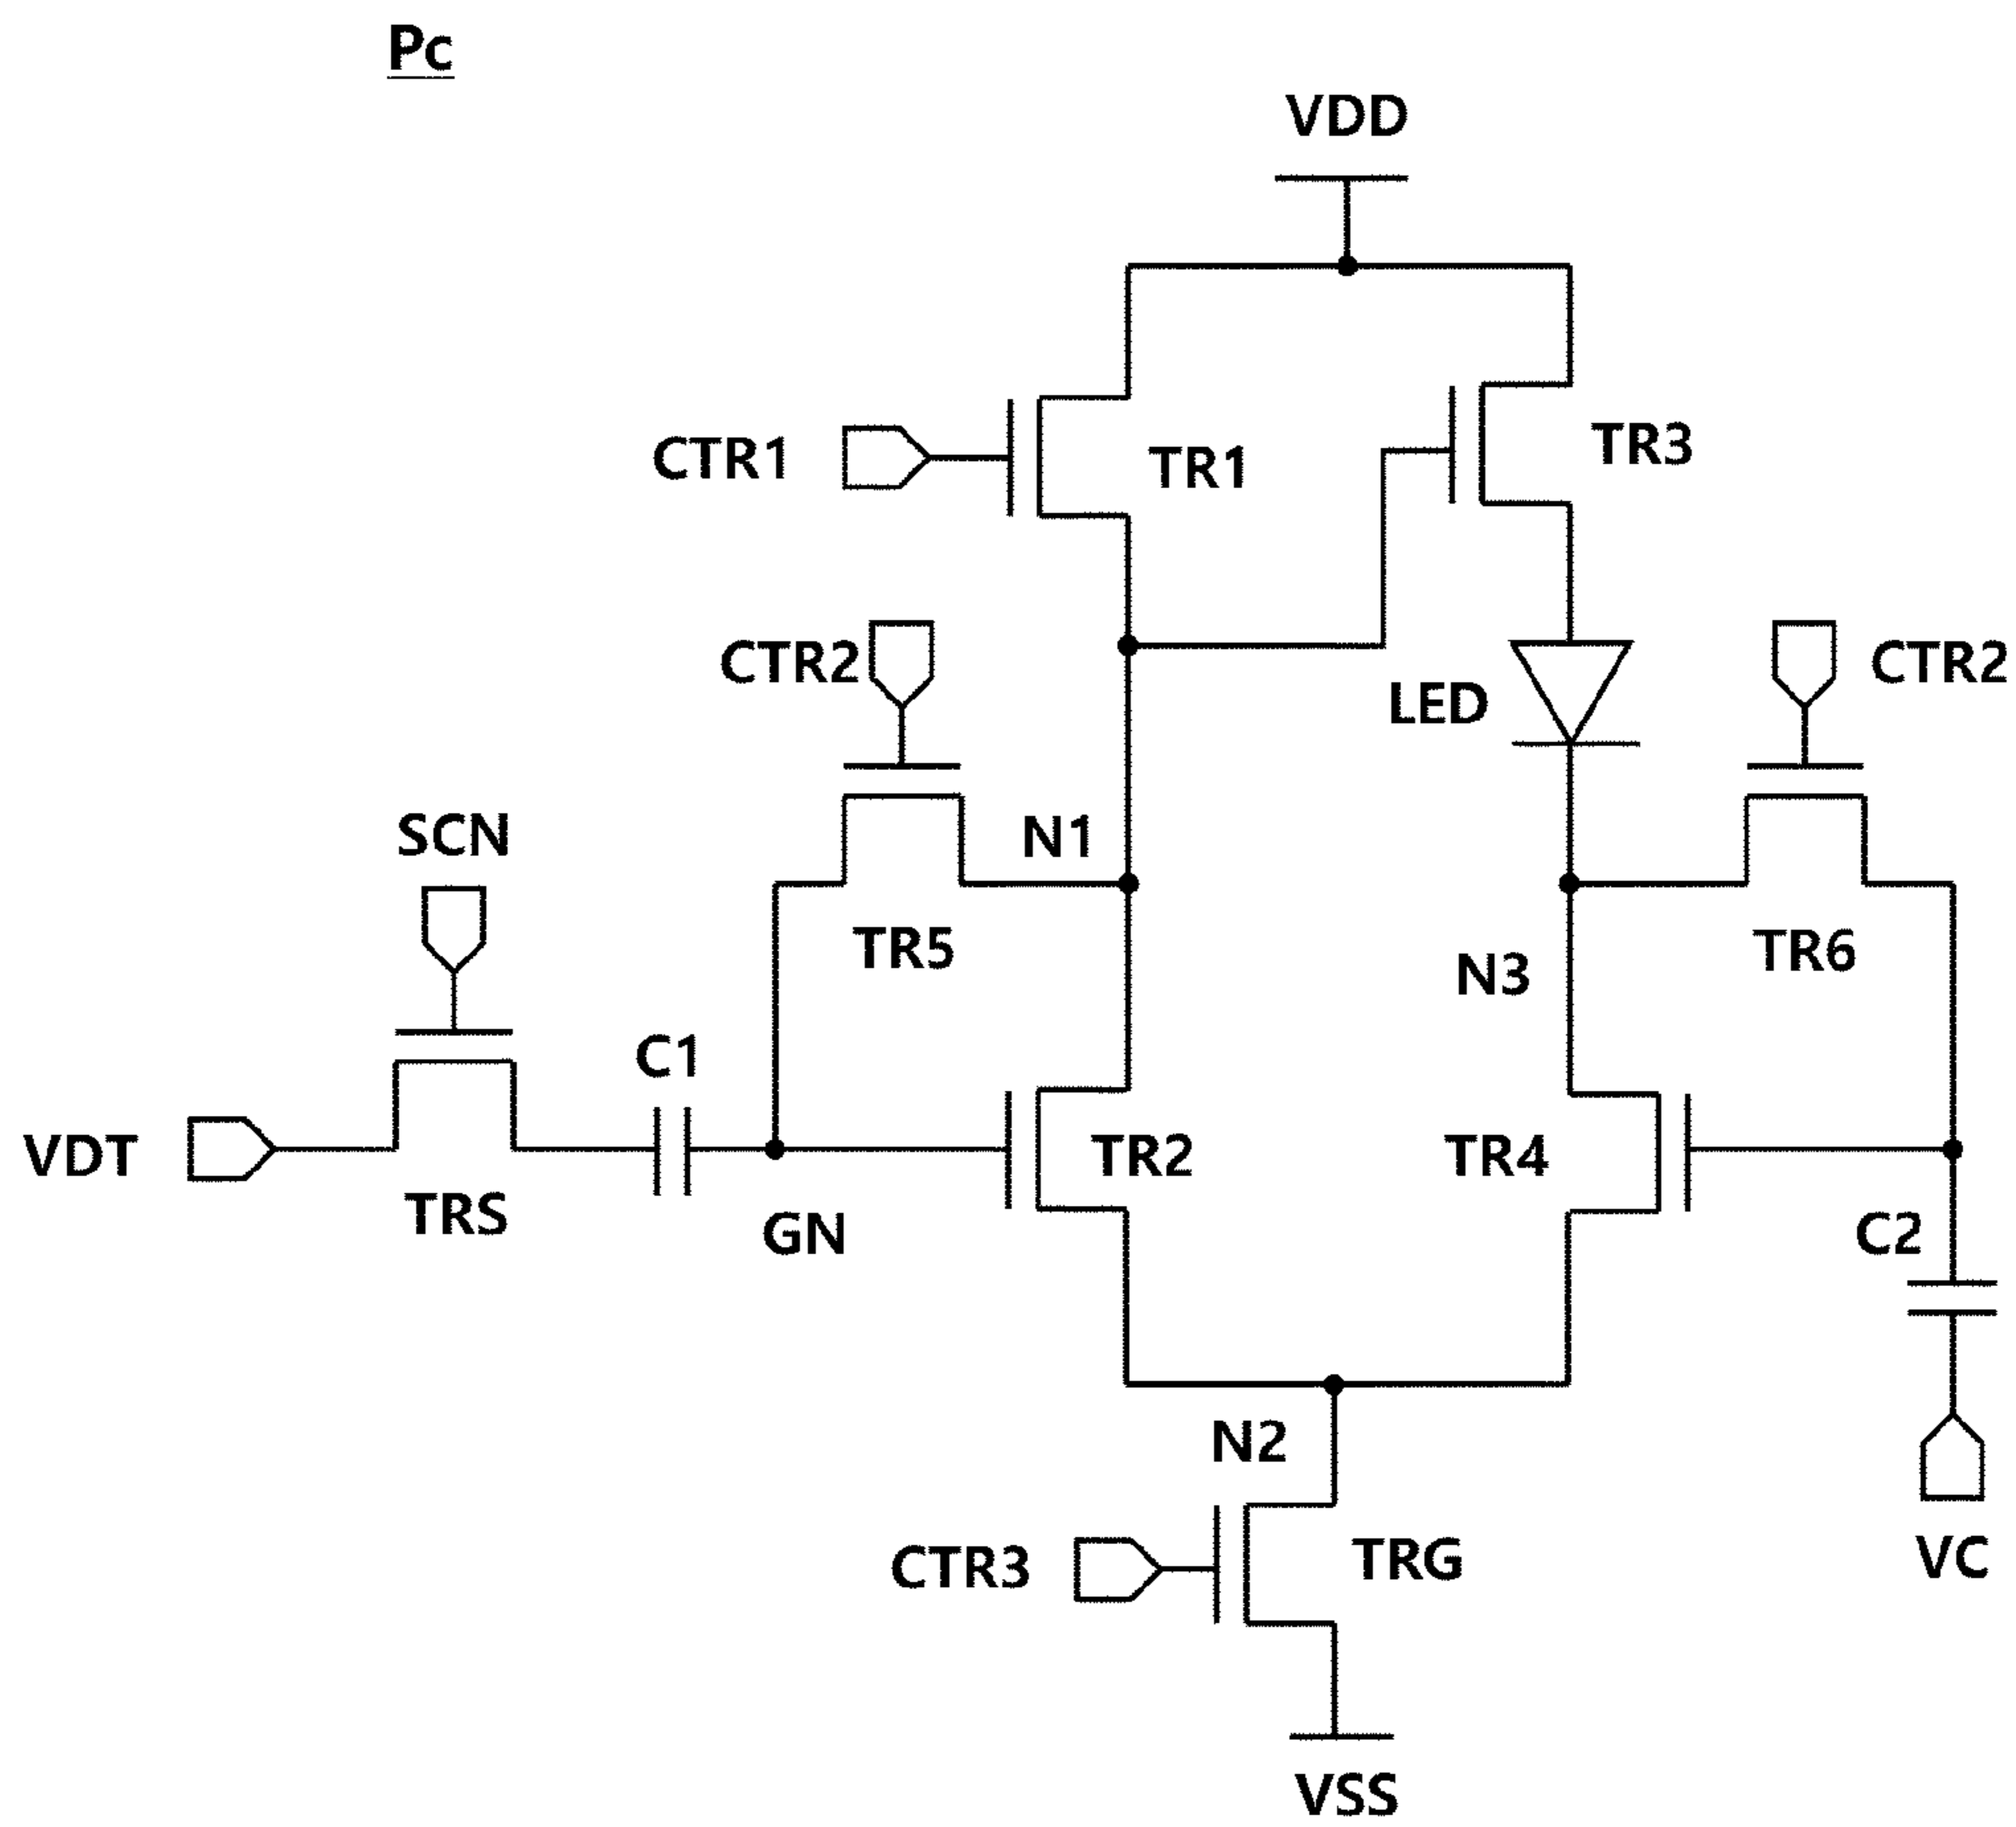 Pc
VDD
CTR1
TR1
TR3
CTR2
LED
CTR2
SCN
N1
TR5
N3
TR6
C1
VDT
TRS
GN
TR2
TR4
C2
N2
CTR3
TRG
VC
VSS